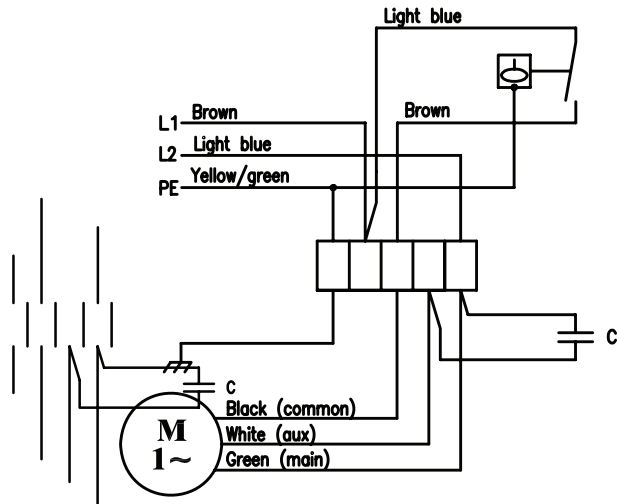 Light blue
L1 Brown
Brown
L2 Light blue
PE Yellow/green
C
C
Black (common)
White (aux)
Green (main)
M
1~